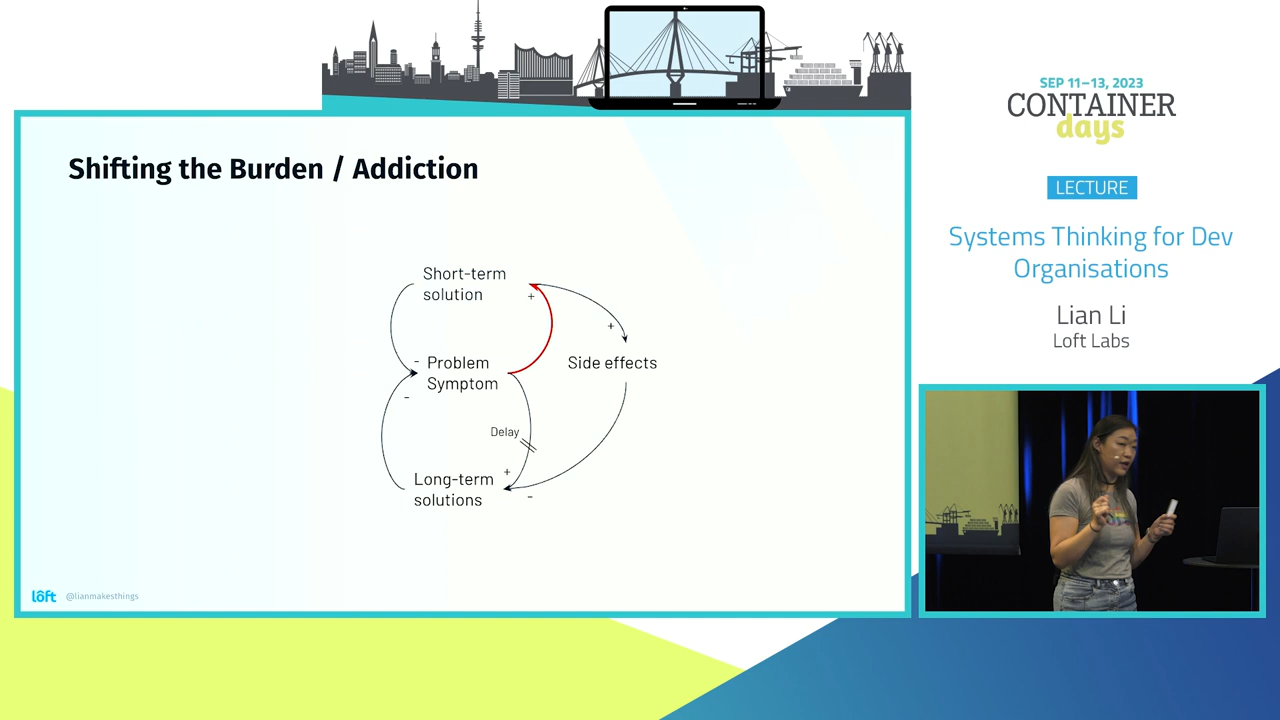 SEP 11–13, 2023
CONTAINER
days
LECTURE
Systems Thinking for Dev
Organisations
Lian Li
Loft Labs
Shifting the Burden / Addiction
Short-term
solution
+
+
-
Problem
Symptom
Side effects
-
Delay
+
Long-term
solutions
-
lôft
@lianmakesthings